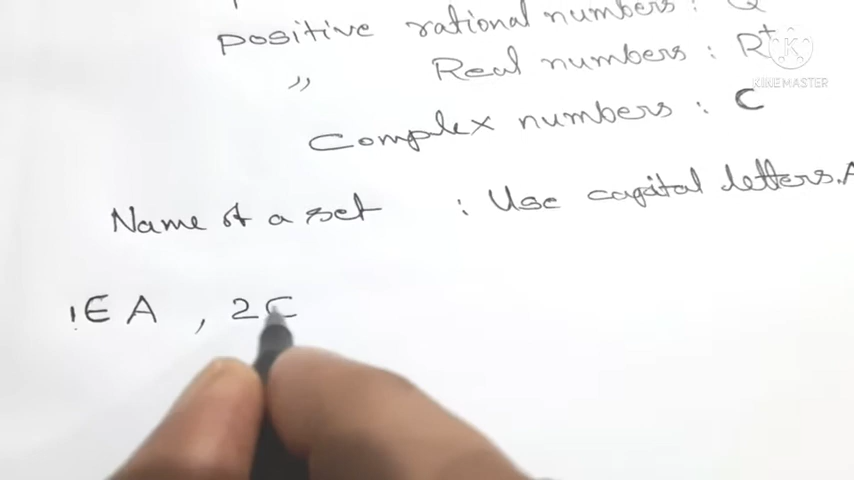 positive rational numbers : Q
" Real numbers : R⁺
KINEMASTER
Complex numbers : C
Name of a set : Use capital letters. A
1 ∈ A , 2 C